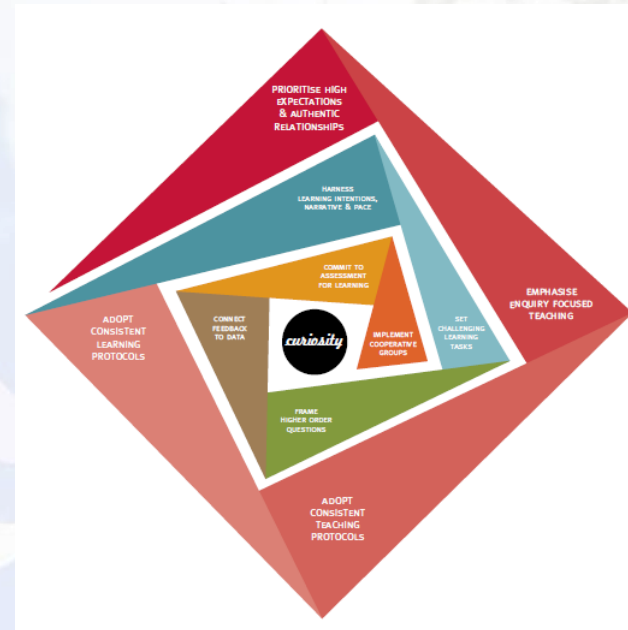 PRIORITISE HIGH
EXPECTATIONS
& AUTHENTIC
RELATIONSHIPS
HARNESS
LEARNING INTENTIONS,
NARRATIVE & PACE
COMMIT TO
ASSESSMENT
FOR LEARNING
EMPHASISE
ENQUIRY FOCUSED
TEACHING
ADOPT
CONSISTENT
LEARNING
PROTOCOLS
CONNECT
FEEDBACK
TO DATA
curiosity
IMPLEMENT
COOPERATIVE
GROUPS
SET
CHALLENGING
LEARNING
TASKS
FRAME
HIGHER ORDER
QUESTIONS
ADOPT
CONSISTENT
TEACHING
PROTOCOLS